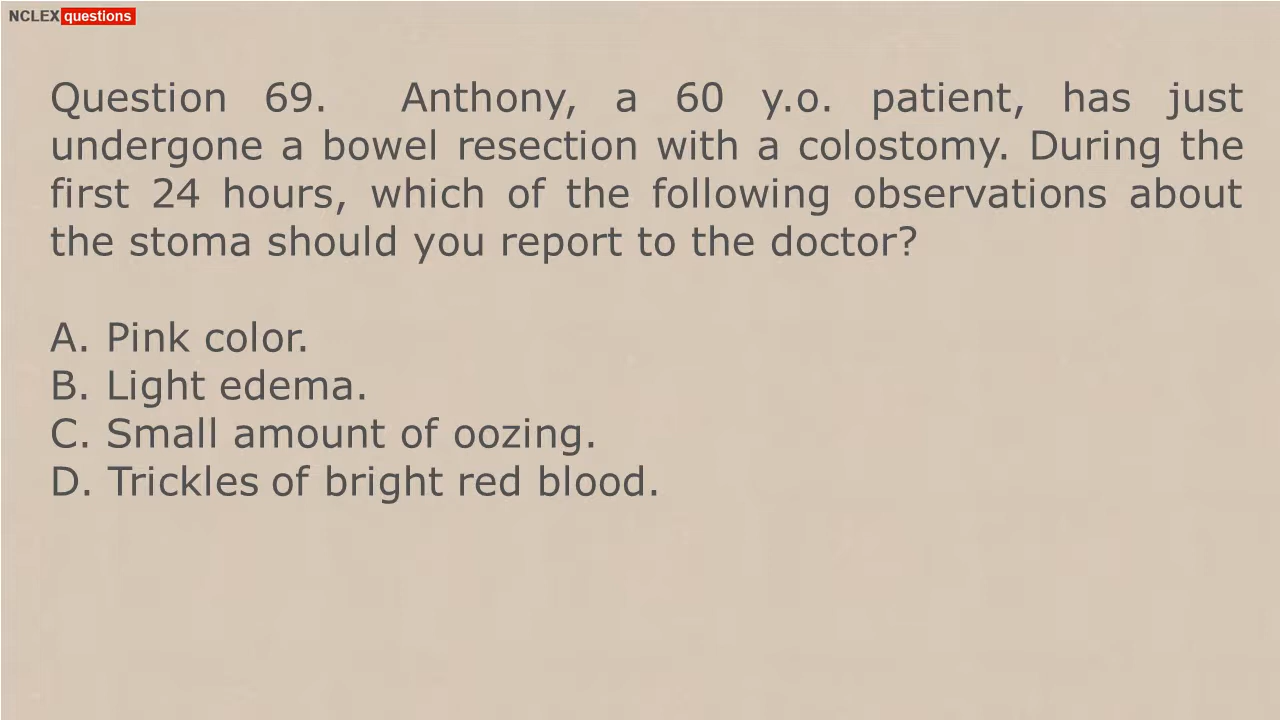 NCLEX questions
Question 69. Anthony, a 60 y.o. patient, has just
undergone a bowel resection with a colostomy. During the
first 24 hours, which of the following observations about
the stoma should you report to the doctor?
A. Pink color.
B. Light edema.
C. Small amount of oozing.
D. Trickles of bright red blood.